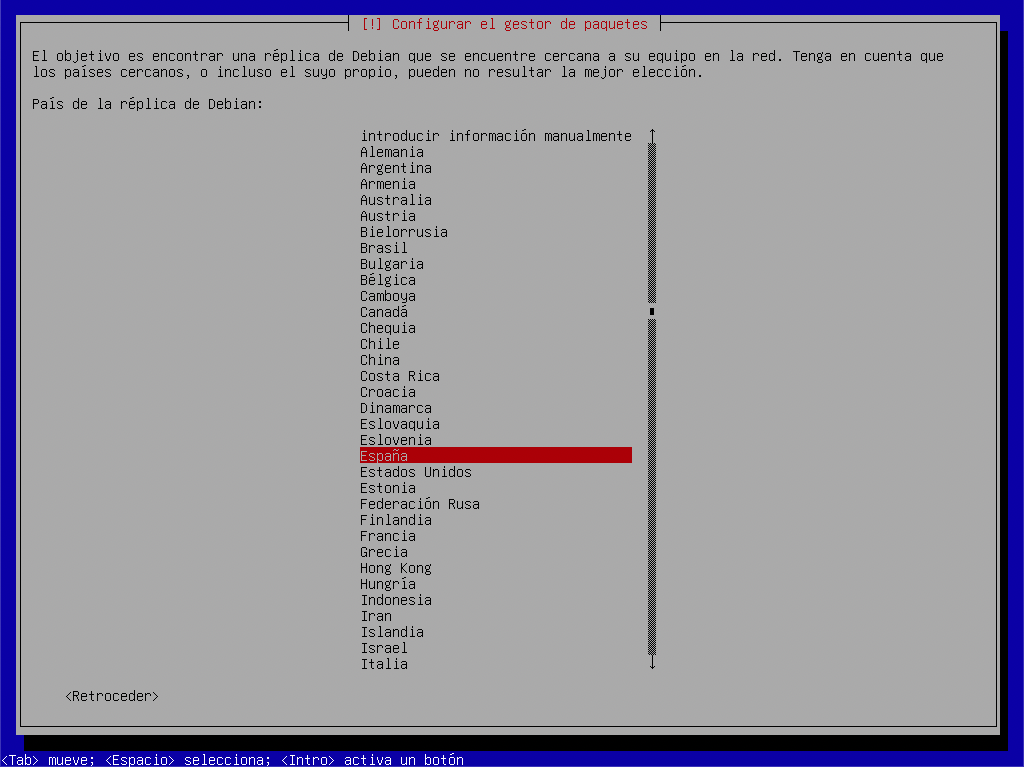 [!] Configurar el gestor de paquetes
El objetivo es encontrar una réplica de Debian que se encuentre cercana a su equipo en la red. Tenga en cuenta que
los países cercanos, o incluso el suyo propio, pueden no resultar la mejor elección.
País de la réplica de Debian:
introducir información manualmente
Alemania
Argentina
Armenia
Australia
Austria
Bielorrusia
Brasil
Bulgaria
Bélgica
Camboya
Canadá
Chequia
Chile
China
Costa Rica
Croacia
Dinamarca
Eslovaquia
Eslovenia
España
Estados Unidos
Estonia
Federación Rusa
Finlandia
Francia
Grecia
Hong Kong
Hungría
Indonesia
Iran
Islandia
Israel
Italia
<Retroceder>
<Tab> mueve; <Espacio> selecciona; <Intro> activa un botón